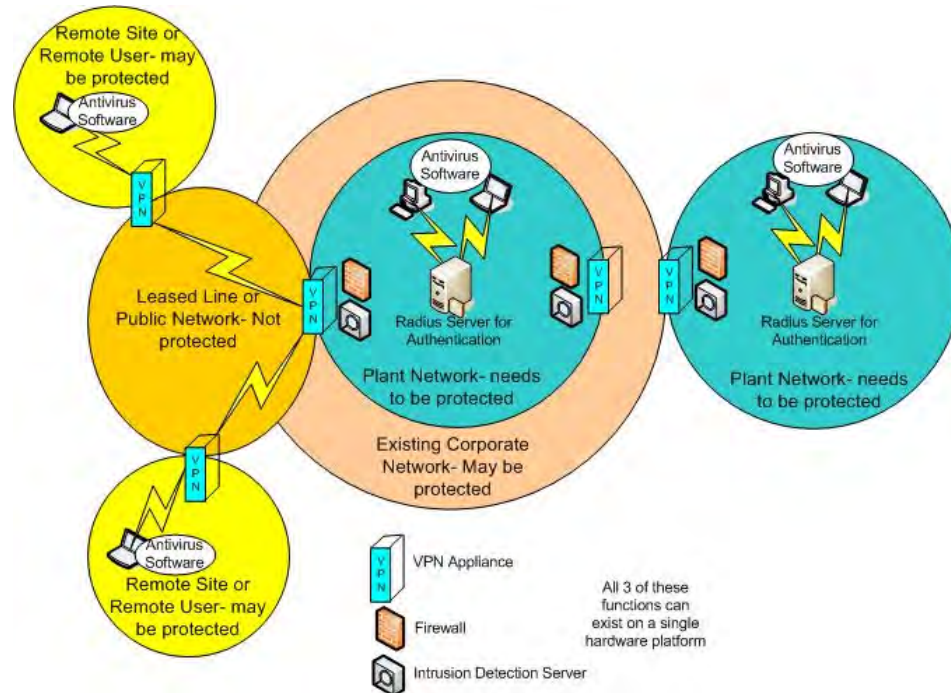 Remote Site or
Remote User- may
be protected
Antivirus
Software
VPN
Leased Line or
Public Network- Not
protected
VPN
VPN
Antivirus
Software
Remote Site or
Remote User- may
be protected
Antivirus
Software
Radius Server for
Authentication
Plant Network- needs
to be protected
VPN
Existing Corporate
Network- May be
protected
VPN
Antivirus
Software
Radius Server for
Authentication
Plant Network- needs
to be protected
VPN
VPN Appliance
Firewall
Intrusion Detection Server
All 3 of these
functions can
exist on a single
hardware platform